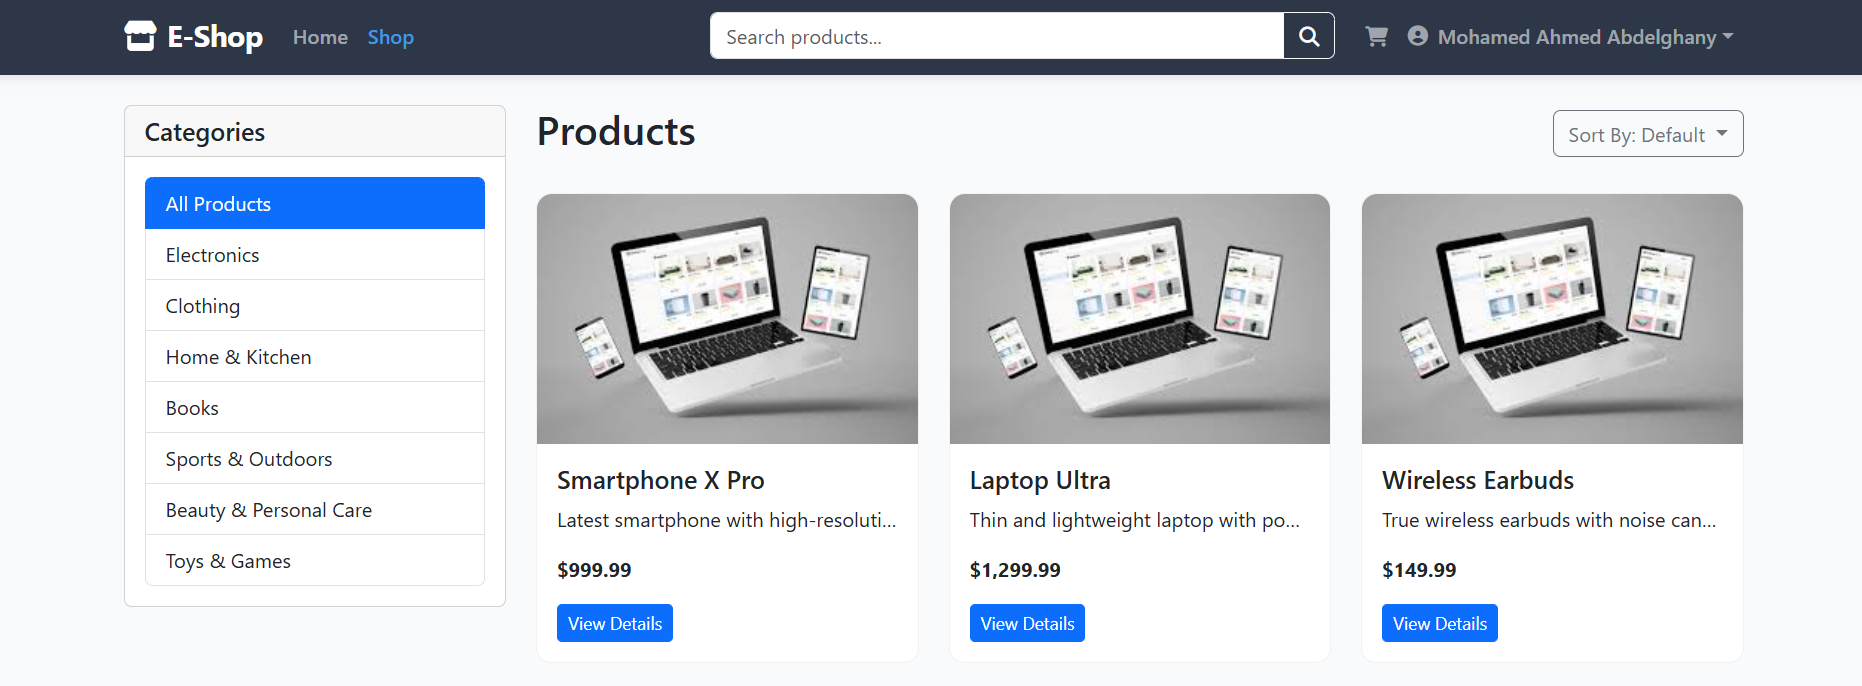 E-Shop Home Shop Search products... Mohamed Ahmed Abdelghany
Categories
All Products
Electronics
Clothing
Home & Kitchen
Books
Sports & Outdoors
Beauty & Personal Care
Toys & Games
Products
Sort By: Default
Smartphone X Pro
Latest smartphone with high-resoluti...
$999.99
View Details
Laptop Ultra
Thin and lightweight laptop with po...
$1,299.99
View Details
Wireless Earbuds
True wireless earbuds with noise can...
$149.99
View Details